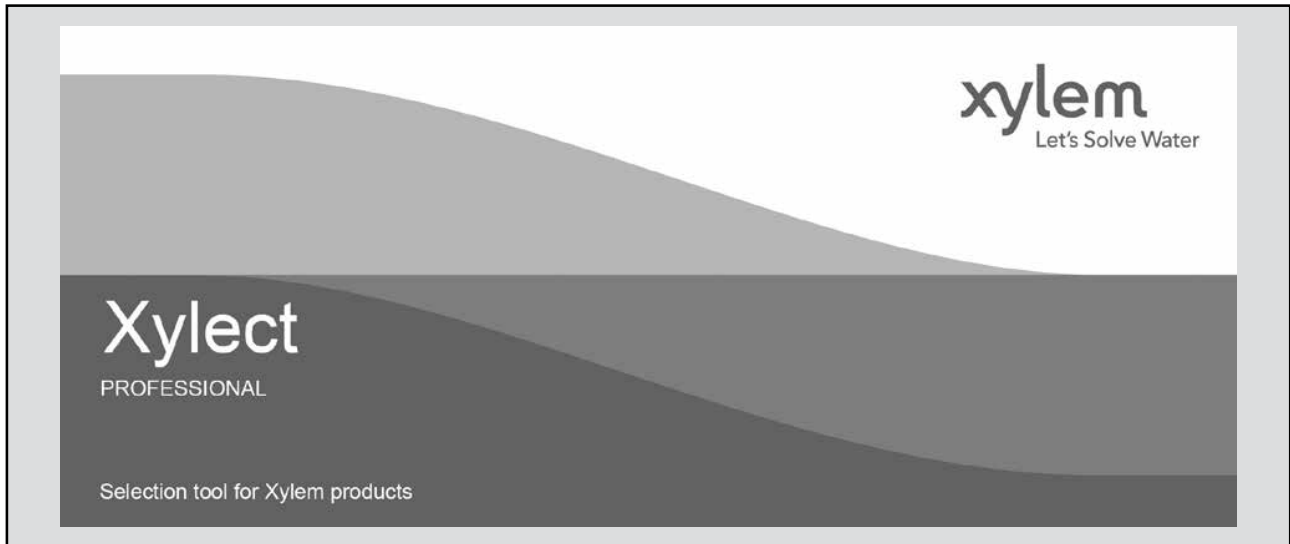 xylem
Let's Solve Water
Xylect
PROFESSIONAL
Selection tool for Xylem products